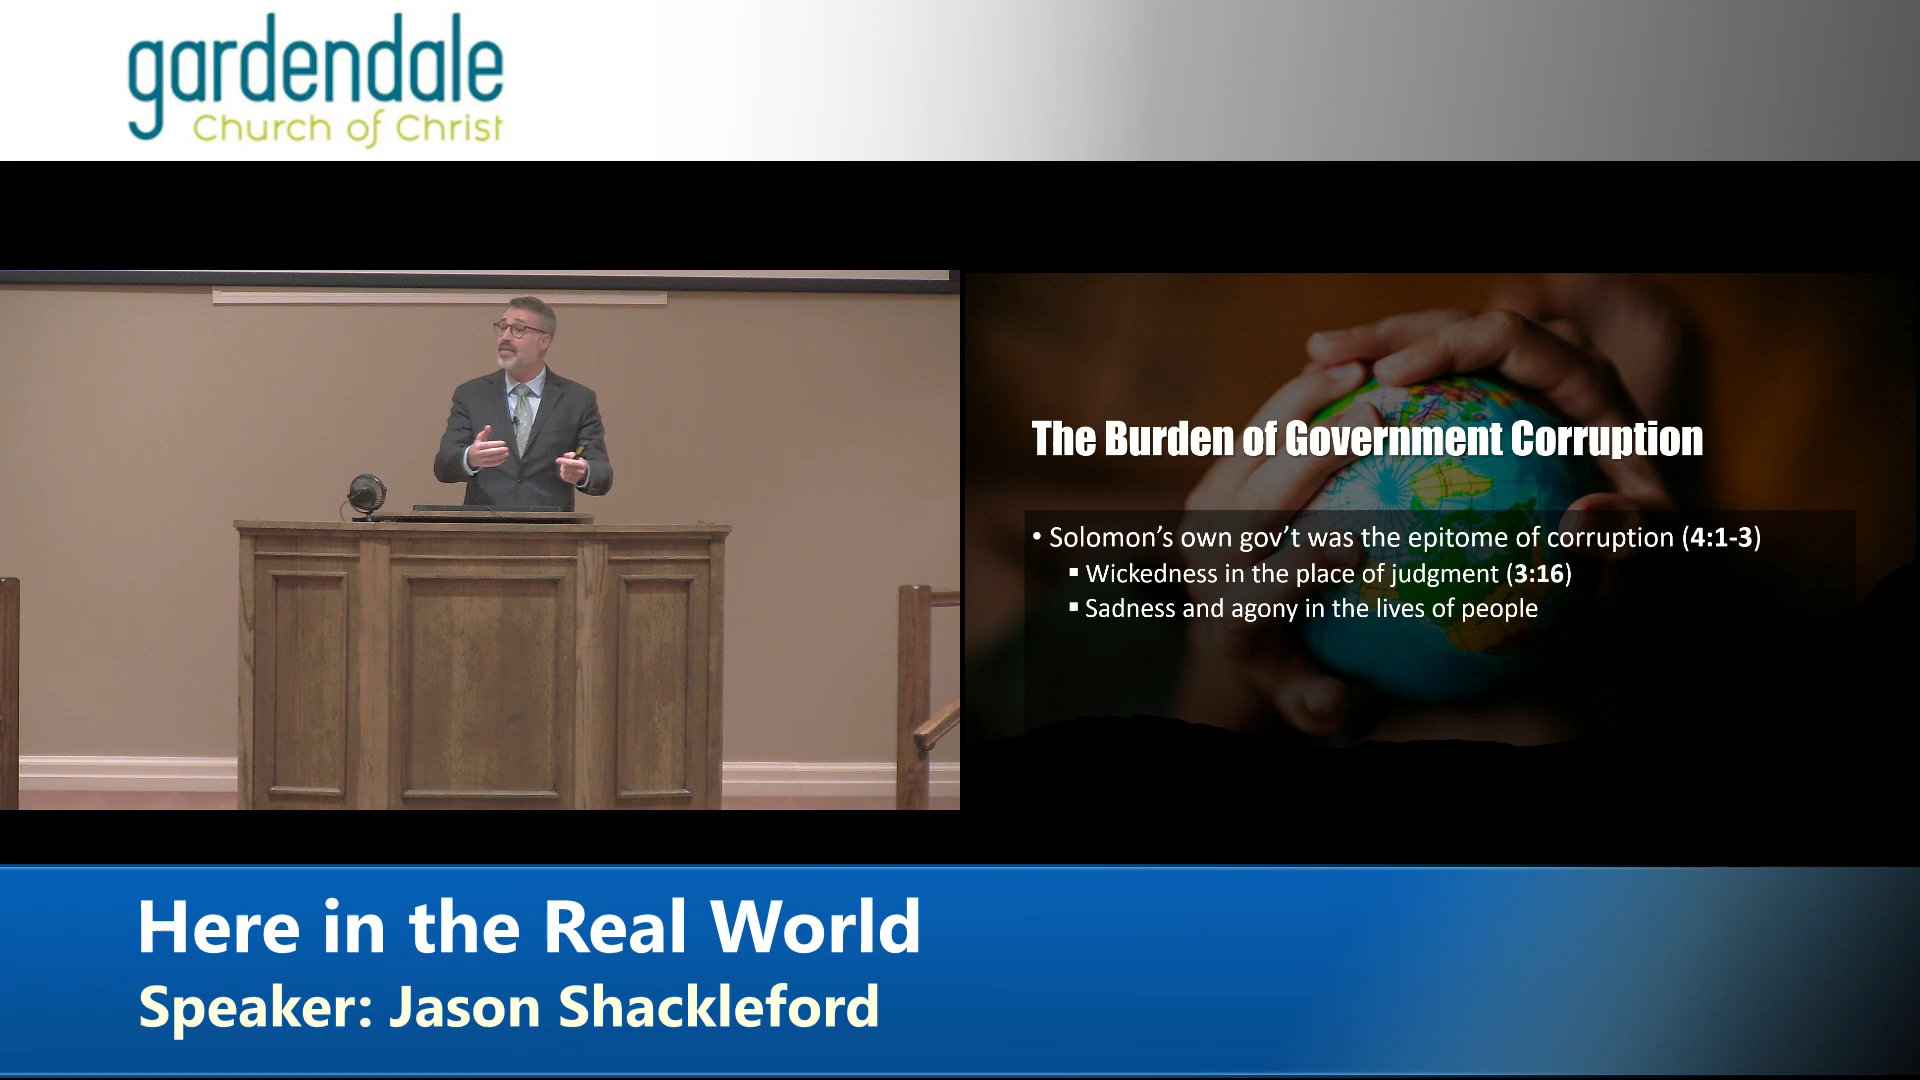 gardendale
Church of Christ
The Burden of Government Corruption
• Solomon's own gov't was the epitome of corruption (4:1-3)
▪ Wickedness in the place of judgment (3:16)
▪ Sadness and agony in the lives of people
Here in the Real World
Speaker: Jason Shackleford